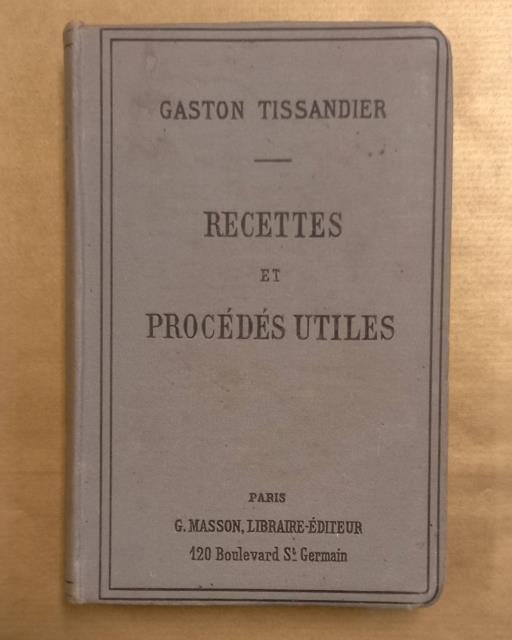 GASTON TISSANDIER
RECETTES
ET
PROCÉDÉS UTILES
PARIS
G. MASSON, LIBRAIRE-ÉDITEUR
120 Boulevard St. Germain